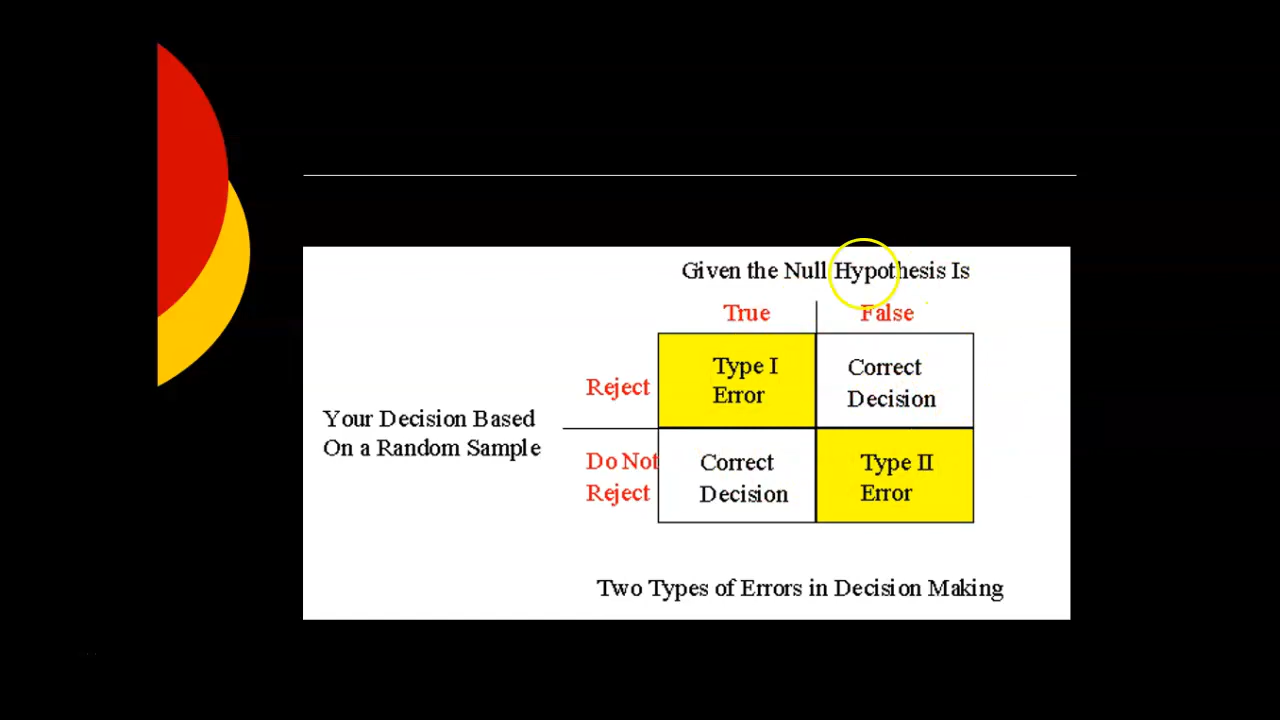 Given the Null Hypothesis Is
True False
Type I
Error
Correct
Decision
Reject
Your Decision Based
On a Random Sample
Do Not
Reject
Correct
Decision
Type II
Error
Two Types of Errors in Decision Making